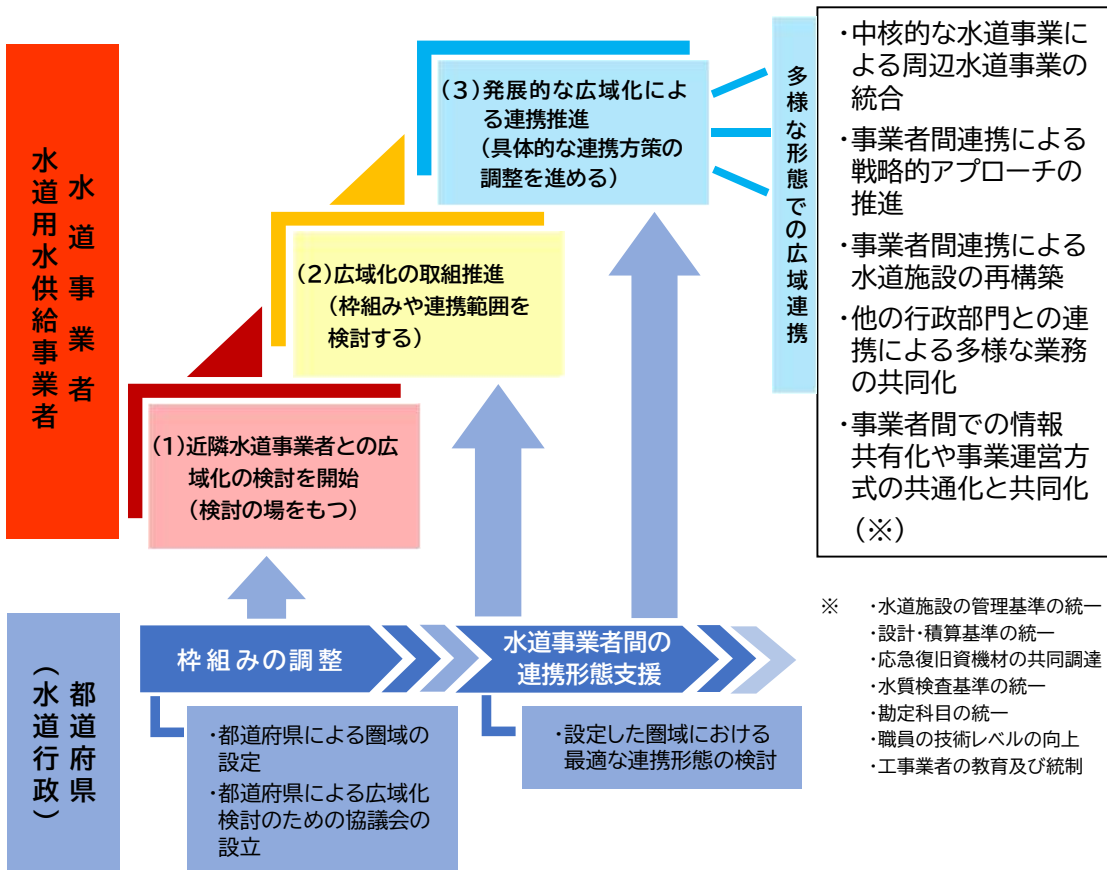 水道事業者
水道用水供給事業者
(1)近隣水道事業者との広
域化の検討を開始
(検討の場をもつ)
(2)広域化の取組推進
(枠組みや連携範囲を
検討する)
(3)発展的な広域化によ
る連携推進
(具体的な連携方策の
調整を進める)
多様な形態での広域連携
・中核的な水道事業に
よる周辺水道事業の
統合
・事業者間連携による
戦略的アプローチの
推進
・事業者間連携による
水道施設の再構築
・他の行政部門との連
携による多様な業務
の共同化
・事業者間での情報
共有化や事業運営方
式の共通化と共同化
(※)
都道府県
(水道行政)
枠組みの調整
水道事業者間の
連携形態支援
・都道府県による圏域の
設定
・都道府県による広域化
検討のための協議会の
設立
・設定した圏域における
最適な連携形態の検討
※ ・水道施設の管理基準の統一
・設計・積算基準の統一
・応急復旧資機材の共同調達
・水質検査基準の統一
・勘定科目の統一
・職員の技術レベルの向上
・工事業者の教育及び統制